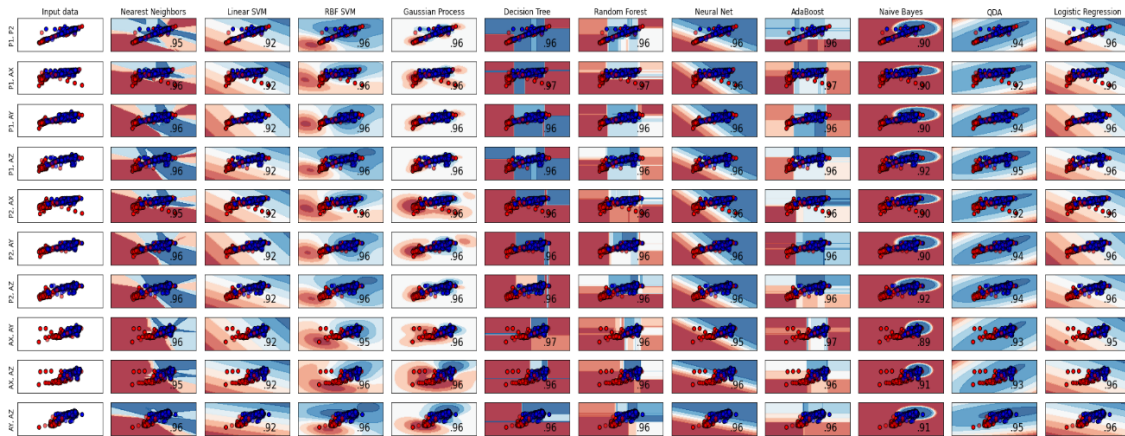 Input data Nearest Neighbors Linear SVM RBF SVM Gaussian Process Decision Tree Random Forest Neural Net AdaBoost Naive Bayes QDA Logistic Regression
P1, P2 .95 .92 .96 .96 .96 .96 .96 .96 .90 .94 .96
P1, AX .96 .92 .96 .96 .97 .97 .96 .96 .90 .92 .96
P1, AY .96 .92 .96 .96 .96 .96 .96 .96 .90 .94 .96
P1, AZ .96 .92 .96 .96 .96 .96 .96 .96 .90 .95 .96
P2, AX .95 .92 .96 .96 .96 .96 .96 .96 .90 .92 .96
P2, AY .96 .92 .96 .96 .96 .96 .96 .96 .90 .94 .96
P2, AZ .96 .92 .96 .96 .96 .96 .96 .96 .92 .94 .96
AX, AY .96 .92 .95 .96 .97 .96 .96 .97 .89 .93 .95
AX, AZ .95 .92 .96 .96 .96 .96 .96 .96 .91 .93 .96
AY, AZ .96 .92 .96 .96 .96 .96 .96 .96 .91 .95 .96